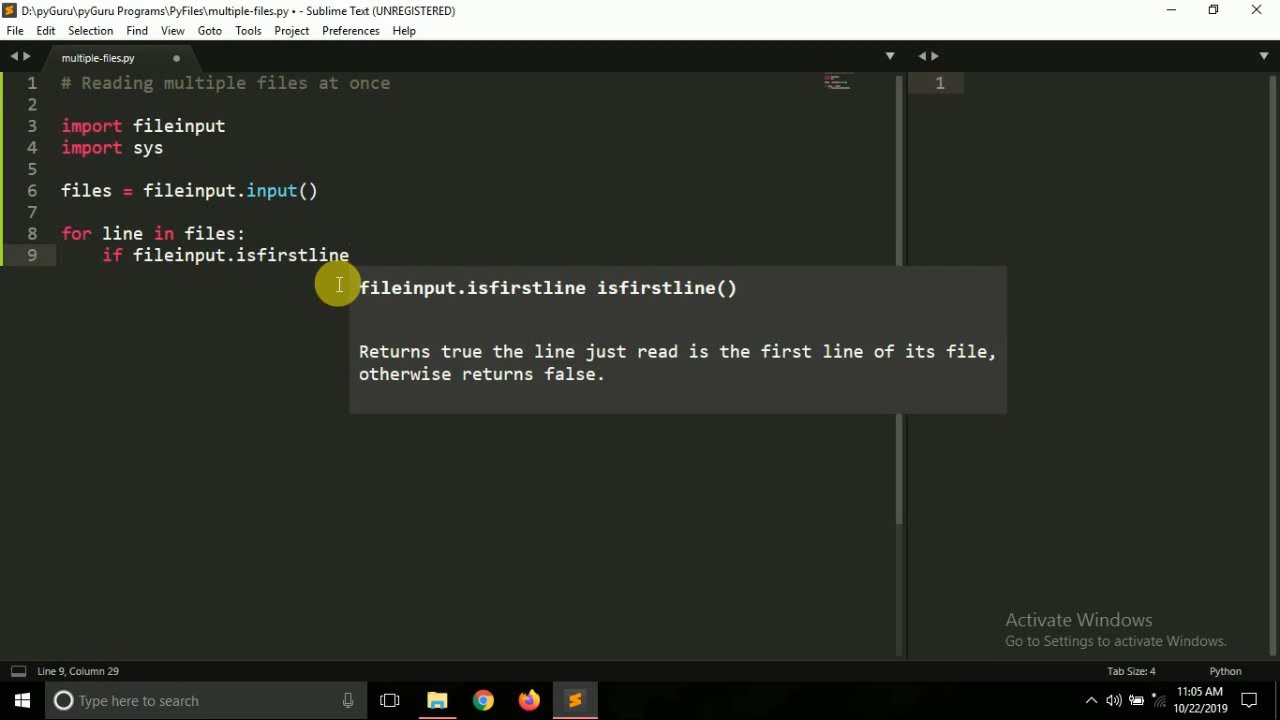 D:\pyGuru\pyGuru Programs\PyFiles\multiple-files.py • - Sublime Text (UNREGISTERED)
File Edit Selection View Find Goto Tools Project Preferences Help
multiple-files.py
1 # Reading multiple files at once
1
2
3 import fileinput
4 import sys
5
6 files = fileinput.input()
7
8 for line in files:
9 if fileinput.isfirstline
fileinput.isfirstline isfirstline()
Returns true the line just read is the first line of its file,
otherwise returns false.
Activate Windows
Go to Settings to activate Windows.
Line 9, Column 29 Tab Size: 4 Python
Type here to search
11:05 AM
10/22/2019